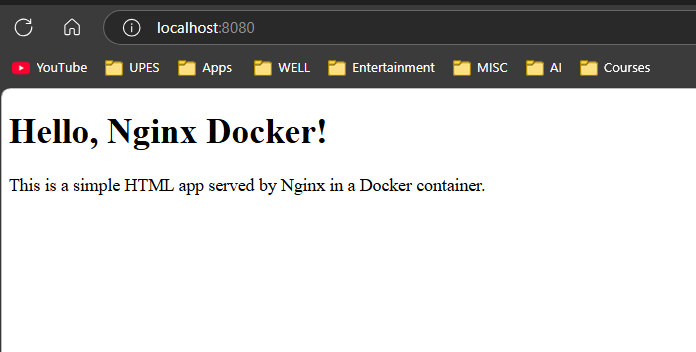 localhost:8080
YouTube UPES Apps WELL Entertainment MISC AI Courses
Hello, Nginx Docker!
This is a simple HTML app served by Nginx in a Docker container.